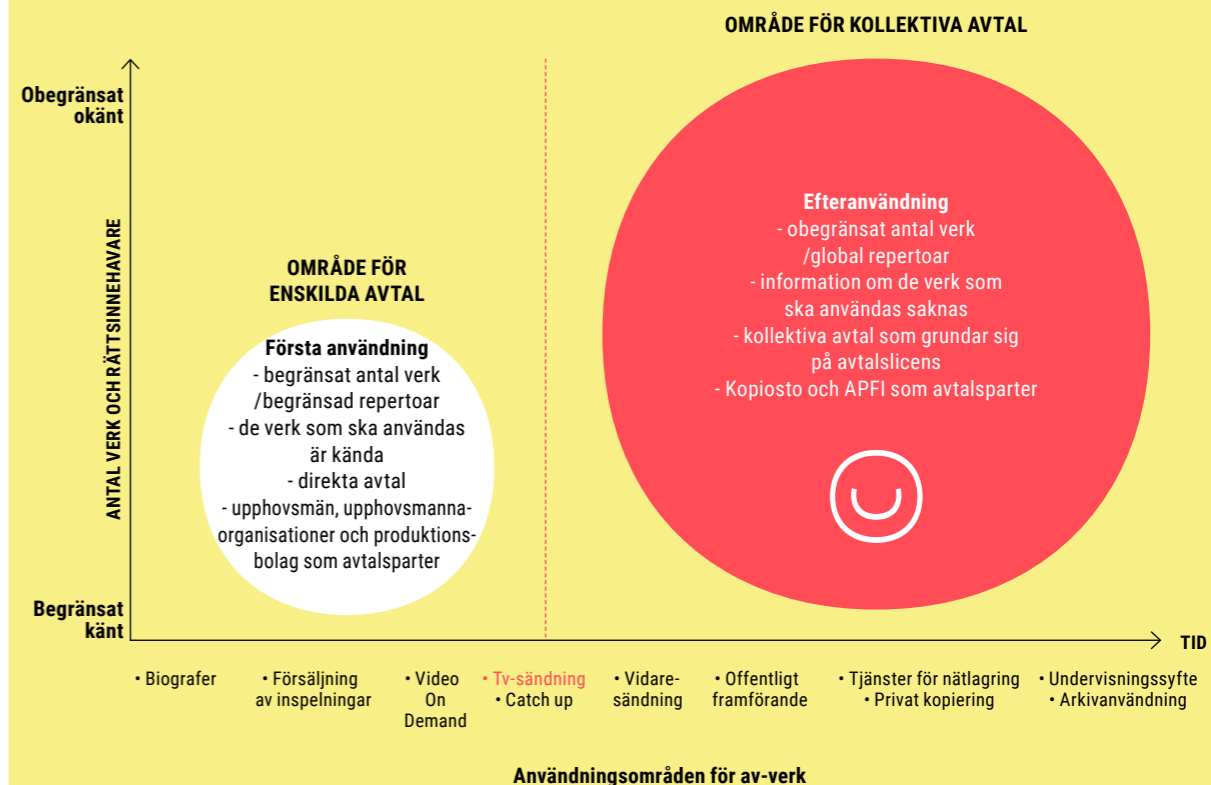 OMRÅDE FÖR KOLLEKTIVA AVTAL
Obegränsat
okänt
ANTAL VERK OCH RÄTTSINNEHAVARE
Begränsat
känt
OMRÅDE FÖR
ENSKILDA AVTAL
Första användning
- begränsat antal verk
/begränsad repertoar
- de verk som ska användas
är kända
- direkta avtal
- upphovsmän, upphovsmanna-
organisationer och produktions-
bolag som avtalsparter
Efteranvändning
- obegränsat antal verk
/global repertoar
- information om de verk som
ska användas saknas
- kollektiva avtal som grundar sig
på avtalslicens
- Kopiosto och APFI som avtalsparter
TID
• Biografer
• Försäljning
av inspelningar
• Video
On
Demand
• Tv-sändning
• Catch up
• Vidare-
sändning
• Offentligt
framförande
• Tjänster för nätlagring
• Privat kopiering
• Undervisningssyfte
• Arkivanvändning
Användningsområden för av-verk